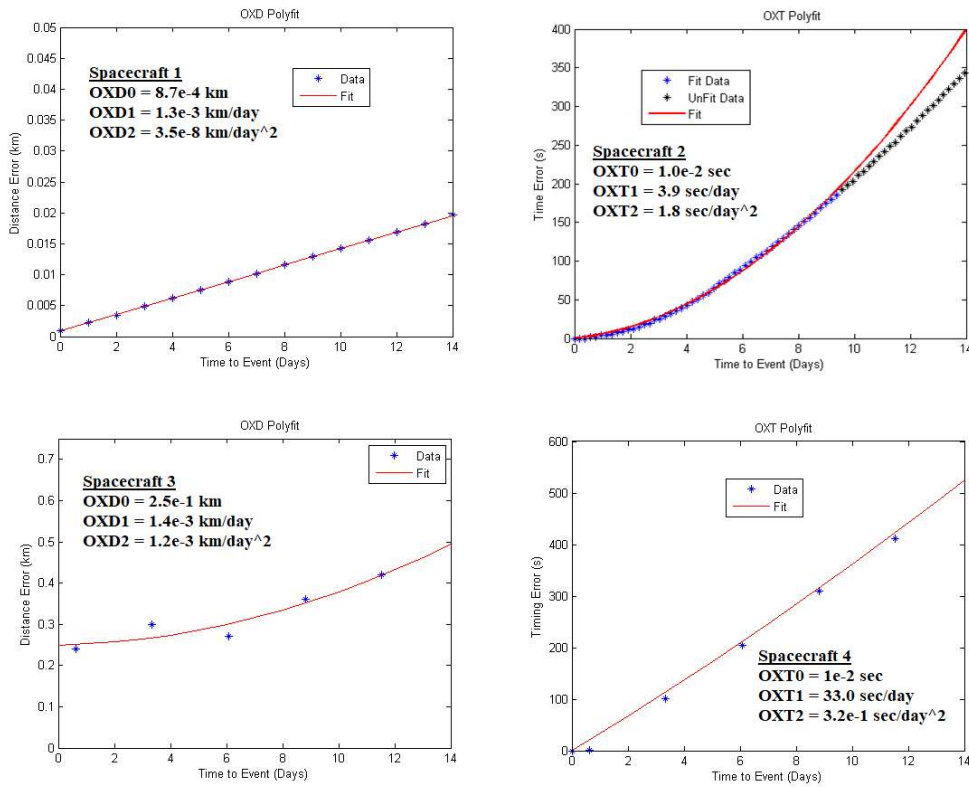 OXD Polyfit
0.05
0.045
0.04
0.035
0.03
0.025
0.02
0.015
0.01
0.005
0
Distance Error (km)
Spacecraft 1
OXD0 = 8.7e-4 km
OXD1 = 1.3e-3 km/day
OXD2 = 3.5e-8 km/day^2
Data
Fit
0 2 4 6 8 10 12 14
Time to Event (Days)
OXT Polyfit
400
350
300
250
200
150
100
50
0
Time Error (s)
Fit Data
UnFit Data
Fit
Spacecraft 2
OXT0 = 1.0e-2 sec
OXT1 = 3.9 sec/day
OXT2 = 1.8 sec/day^2
0 2 4 6 8 10 12 14
Time to Event (Days)
OXD Polyfit
0.7
0.6
0.5
0.4
0.3
0.2
0.1
0
Distance Error (km)
Data
Fit
Spacecraft 3
OXD0 = 2.5e-1 km
OXD1 = 1.4e-3 km/day
OXD2 = 1.2e-3 km/day^2
0 2 4 6 8 10 12 14
Time to Event (Days)
OXT Polyfit
600
500
400
300
200
100
0
Timing Error (s)
Data
Fit
Spacecraft 4
OXT0 = 1e-2 sec
OXT1 = 33.0 sec/day
OXT2 = 3.2e-1 sec/day^2
0 2 4 6 8 10 12 14
Time to Event (Days)